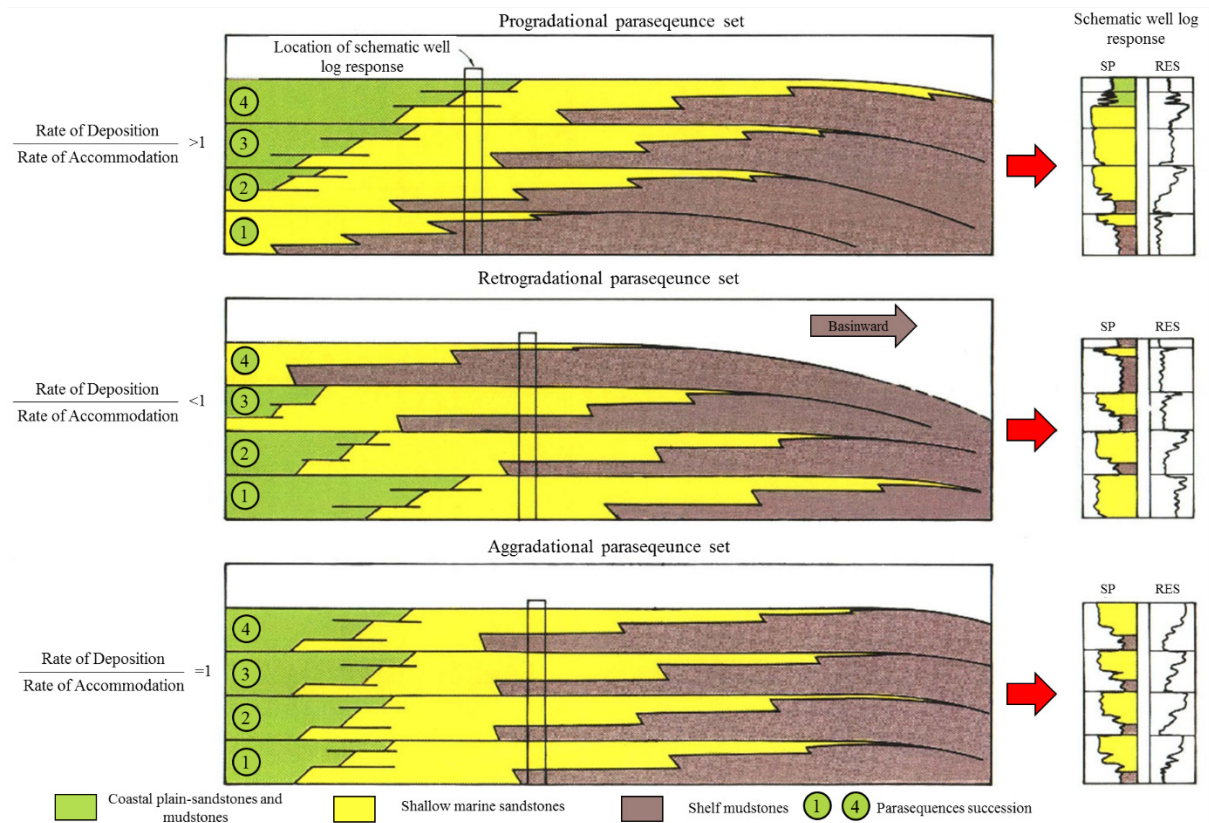 Progradational paraseqeunce set
Schematic well log
response
Location of schematic well
log response
SP
RES
4
3
2
1
Rate of Deposition
Rate of Accommodation
>1
Retrogradational paraseqeunce set
Basinward
SP
RES
4
3
2
1
Rate of Deposition
Rate of Accommodation
<1
Aggradational paraseqeunce set
SP
RES
4
3
2
1
Rate of Deposition
Rate of Accommodation
=1
Coastal plain-sandstones and
mudstones
Shallow marine sandstones
Shelf mudstones
1
4
Parasequences succession